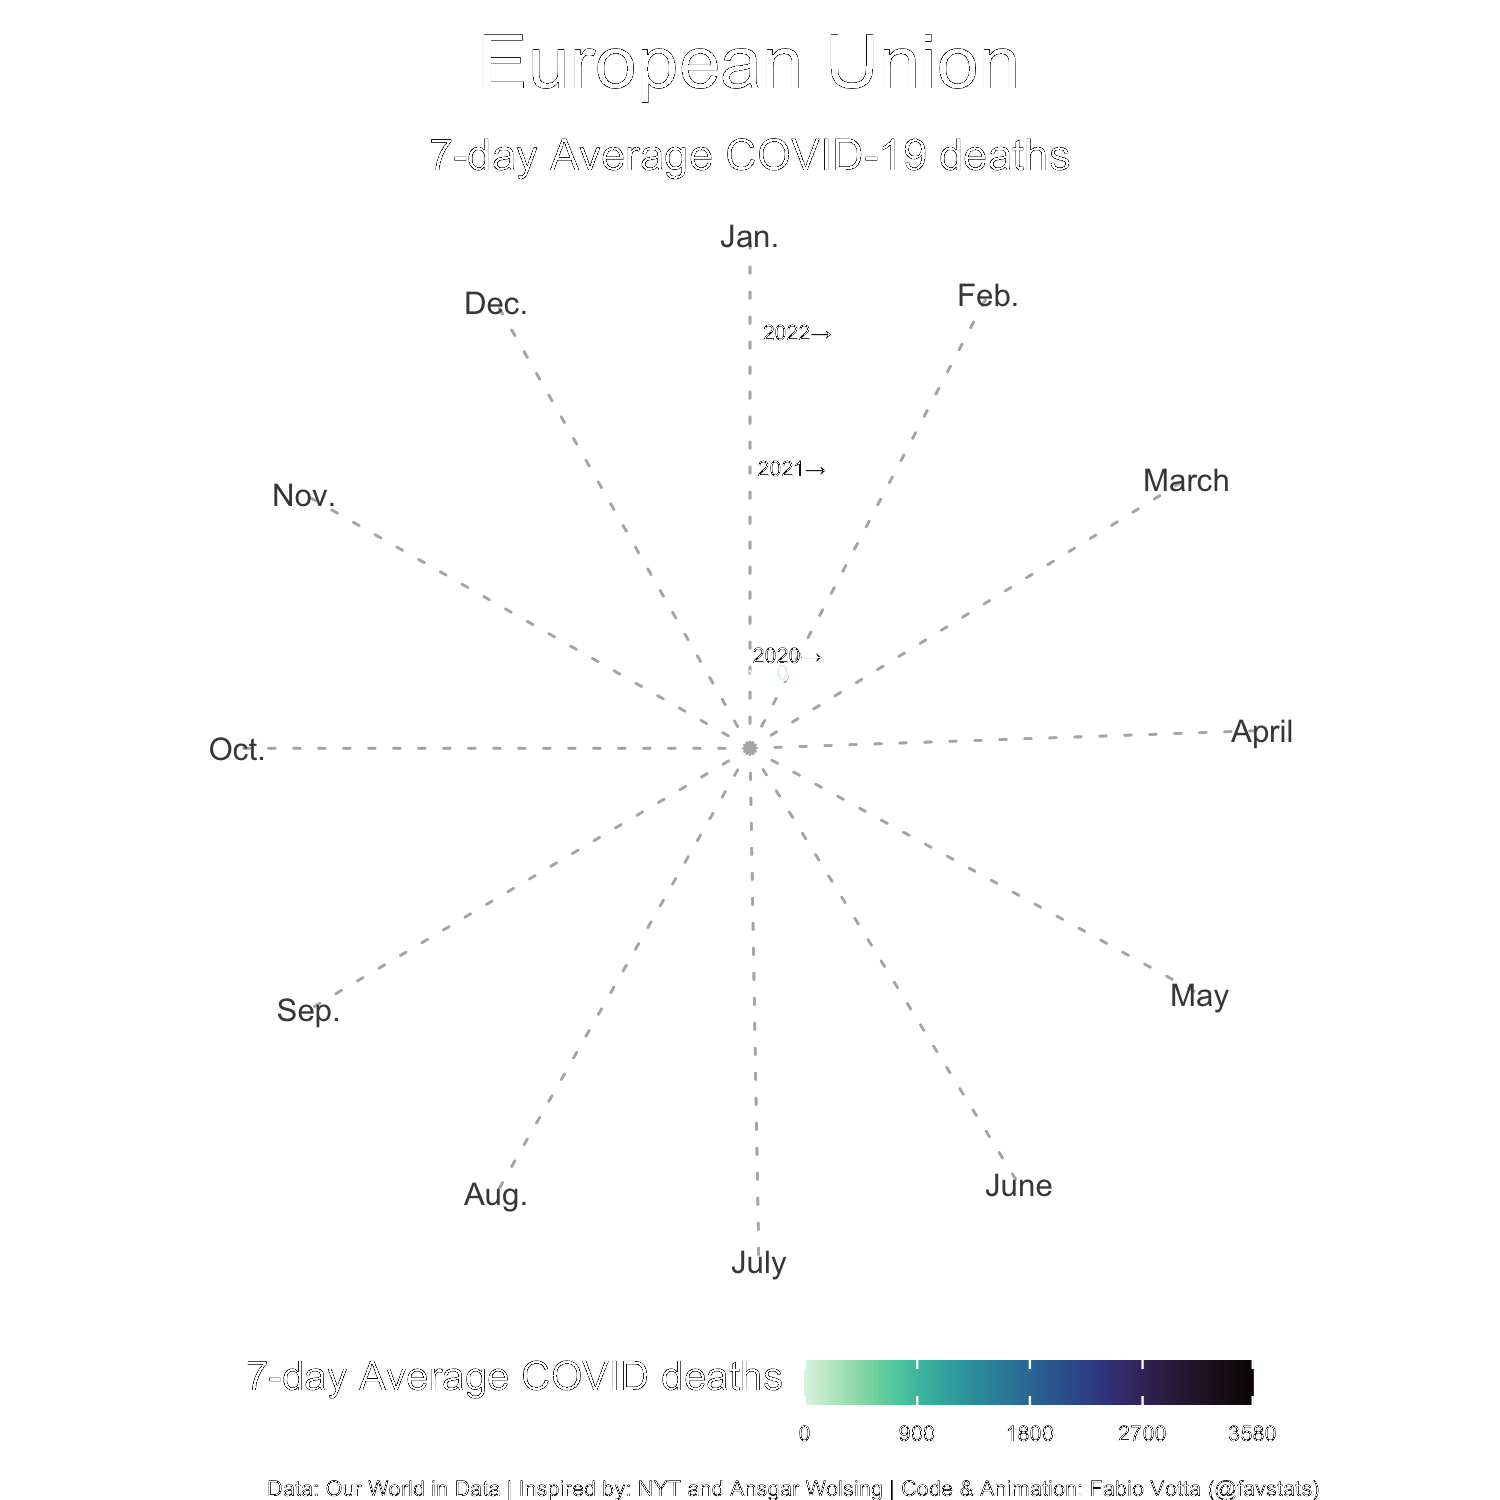 European Union
7-day Average COVID-19 deaths
Jan.
Dec.
Feb.
2022→
2021→
March
Nov.
2020→
0
Oct.
April
Sep.
May
Aug.
June
July
7-day Average COVID deaths
0 900 1800 2700 3580
Data: Our World in Data | Inspired by: NYT and Ansgar Wolsing | Code & Animation: Fabio Votta (@favstats)